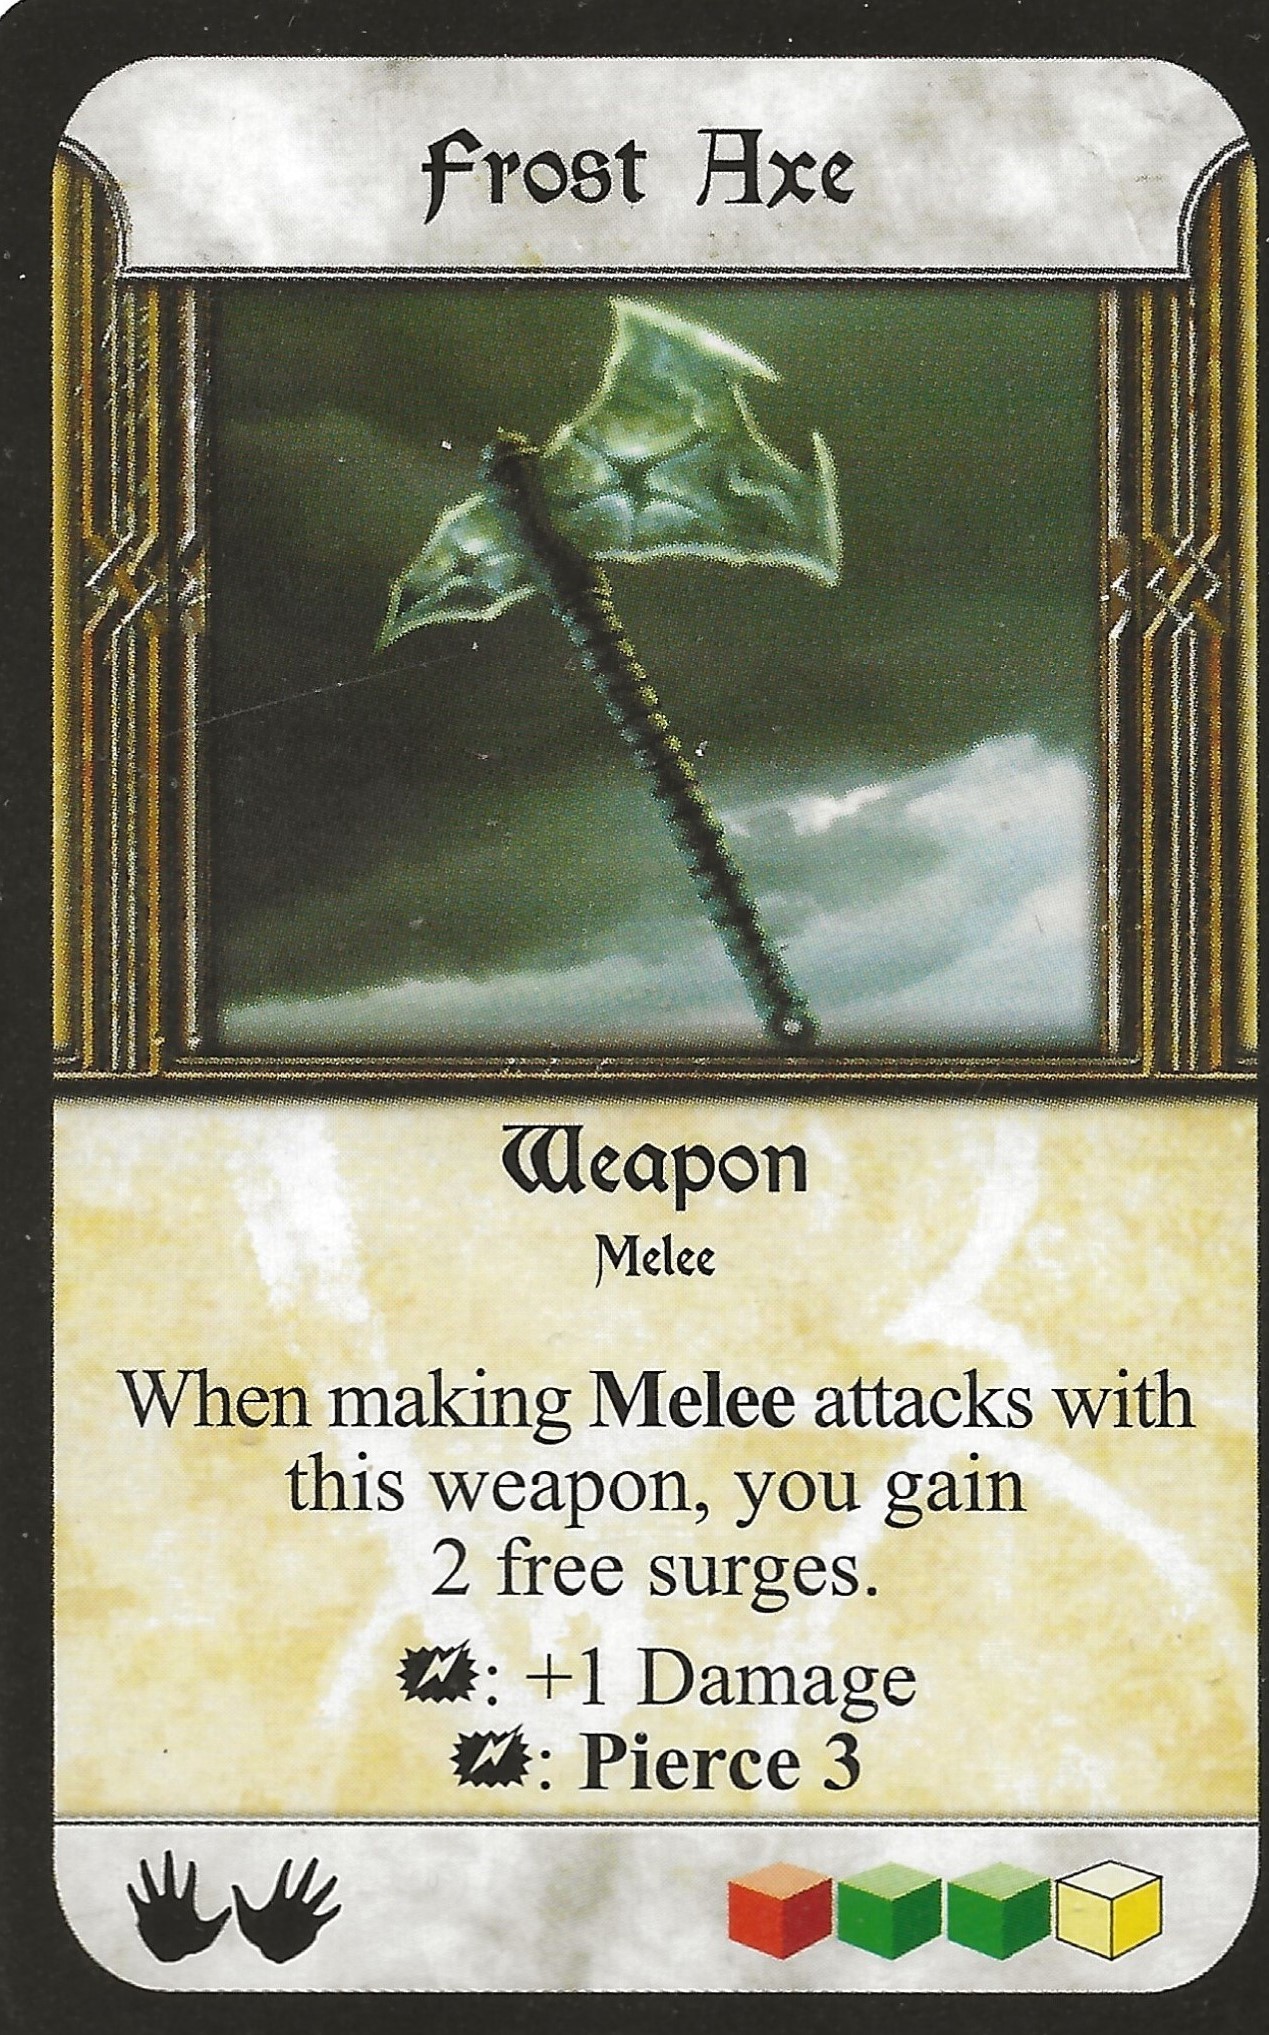 Frost Axe
Weapon
Melee
When making Melee attacks with
this weapon, you gain
2 free surges.
: +1 Damage
: Pierce 3